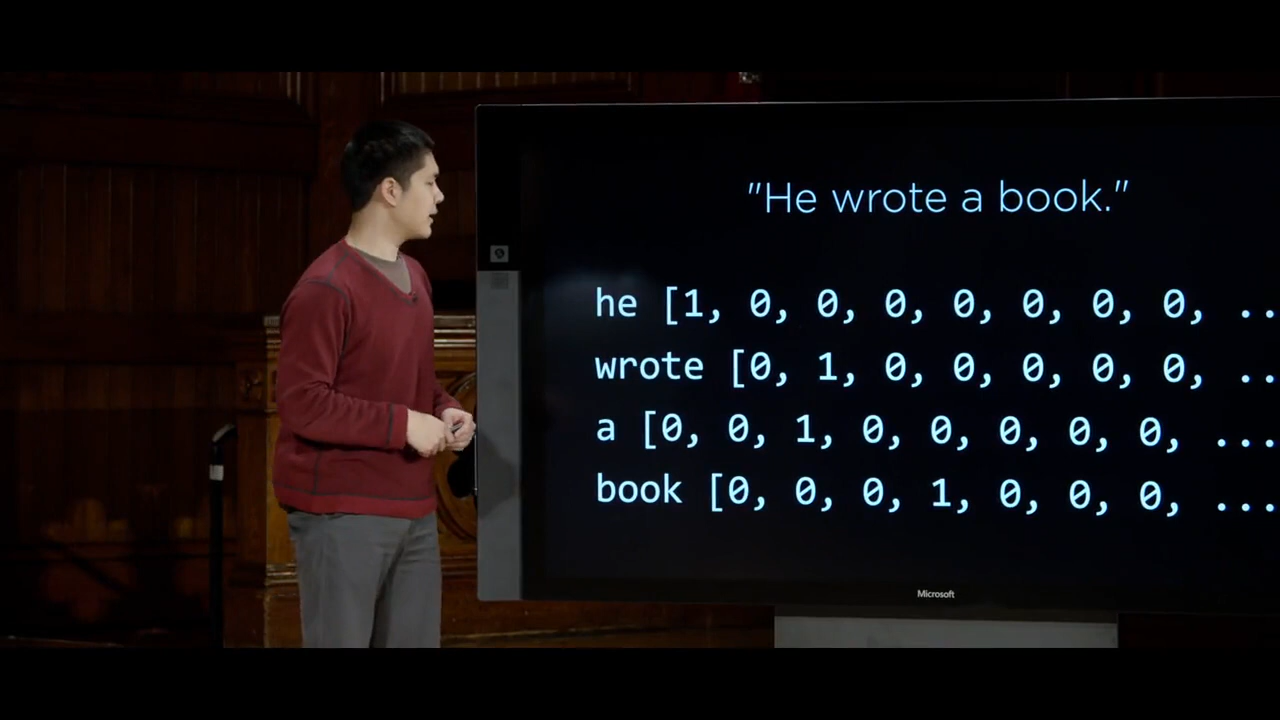 "He wrote a book."
he [1, 0, 0, 0, 0, 0, 0, 0, ..
wrote [0, 1, 0, 0, 0, 0, 0, ..
a [0, 0, 1, 0, 0, 0, 0, 0, ...
book [0, 0, 0, 1, 0, 0, 0, ...
Microsoft